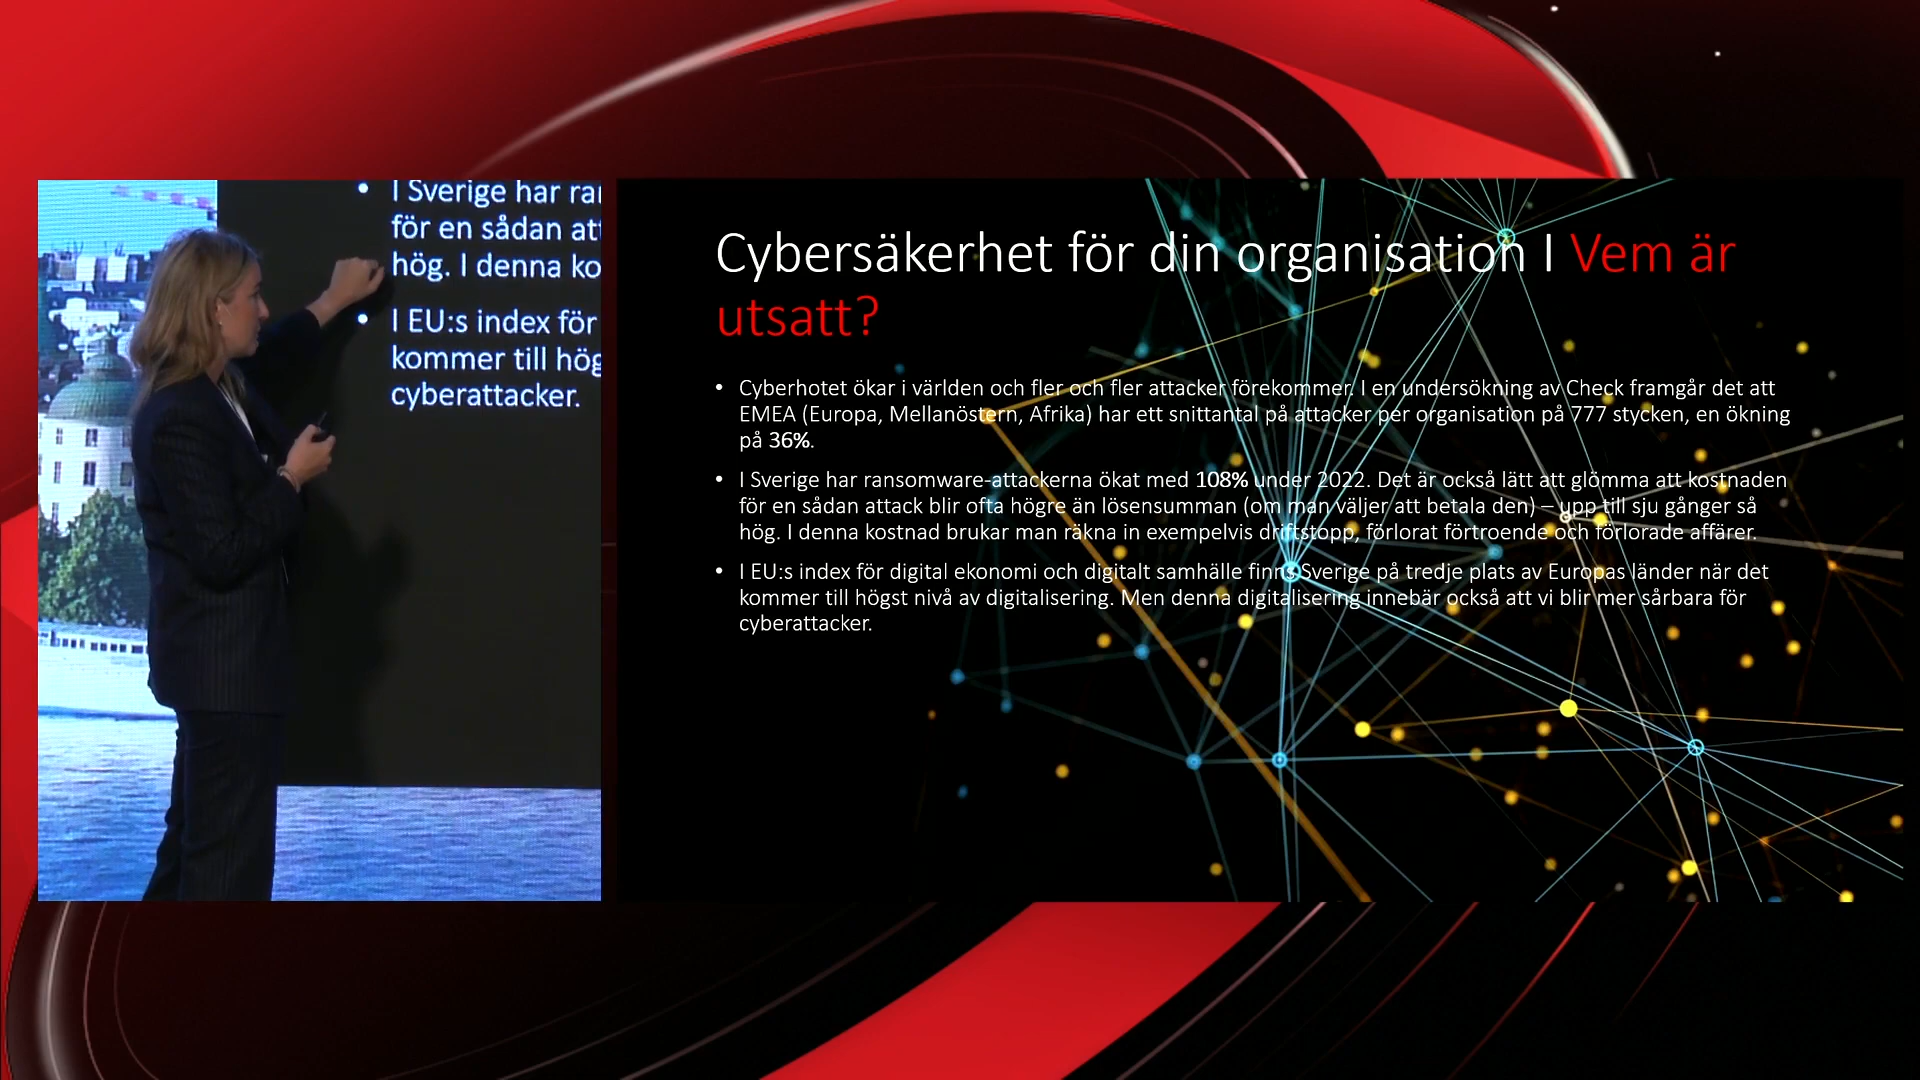 I Sverige har ra
för en sådan at
hög. I denna ko
I EU:s index för
kommer till hög
cyberattacker.
Cybersäkerhet för din organisation I Vem är
utsatt?
• Cyberhotet ökar i världen och fler och fler attacker förekommer. I en undersökning av Check framgår det att
EMEA (Europa, Mellanöstern, Afrika) har ett snittantal på attacker per organisation på 777 stycken, en ökning
på 36%.
• I Sverige har ransomware-attackerna ökat med 108% under 2022. Det är också lätt att glömma att kostnaden
för en sådan attack blir ofta högre än lösensumman (om man väljer att betala den) – upp till sju gånger så
hög. I denna kostnad brukar man räkna in exempelvis driftstopp, förlorat förtroende och förlorade affärer.
• I EU:s index för digital ekonomi och digitalt samhälle finns Sverige på tredje plats av Europas länder när det
kommer till högst nivå av digitalisering. Men denna digitalisering innebär också att vi blir mer sårbara för
cyberattacker.